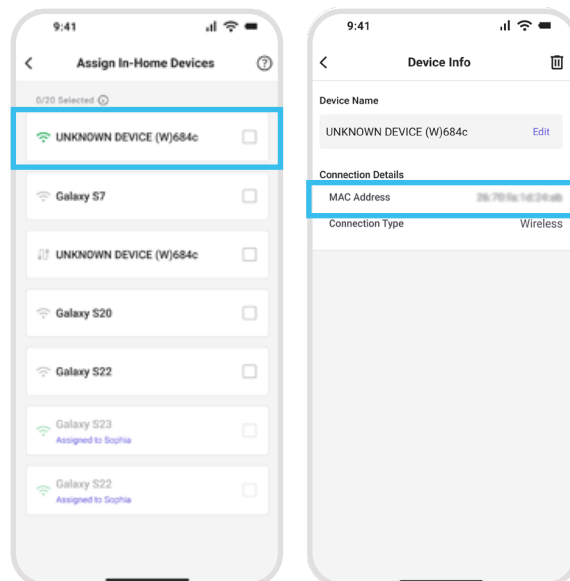 9:41
Assign In-Home Devices
0/20 Selected
UNKNOWN DEVICE (W)684c
Galaxy S7
UNKNOWN DEVICE (W)684c
Galaxy S20
Galaxy S22
Galaxy S23
Assigned to Sophia
Galaxy S22
Assigned to Sophia
9:41
Device Info
Device Name
UNKNOWN DEVICE (W)684c Edit
Connection Details
MAC Address
Connection Type Wireless